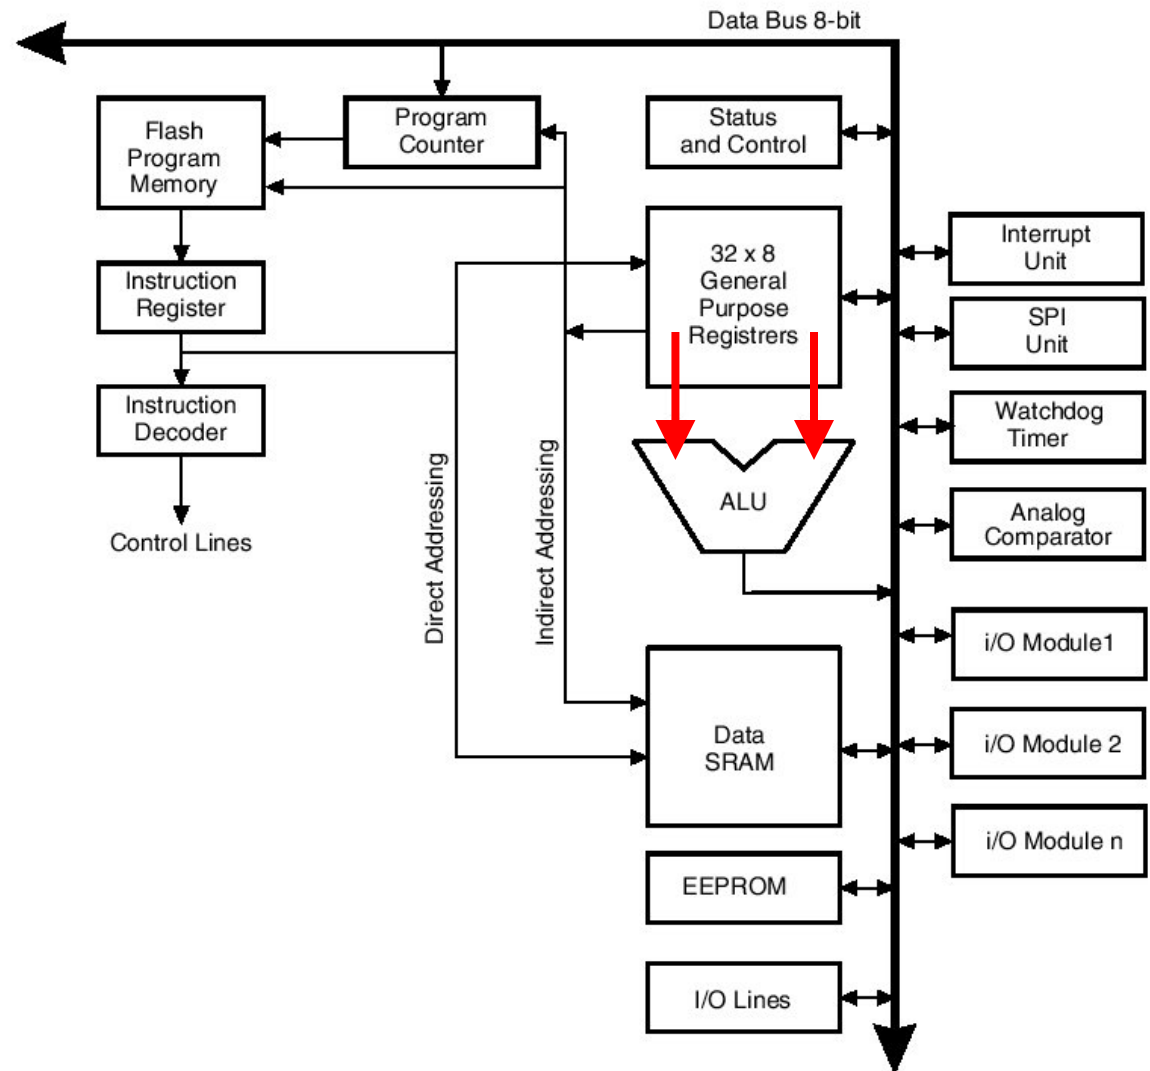 Data Bus 8-bit
Flash
Program
Memory
Program
Counter
Status
and Control
32 x 8
General
Purpose
Registrers
Interrupt
Unit
Instruction
Register
SPI
Unit
Instruction
Decoder
Watchdog
Timer
Control Lines
Direct Addressing
Indirect Addressing
ALU
Analog
Comparator
i/O Module1
Data
SRAM
i/O Module 2
i/O Module n
EEPROM
I/O Lines